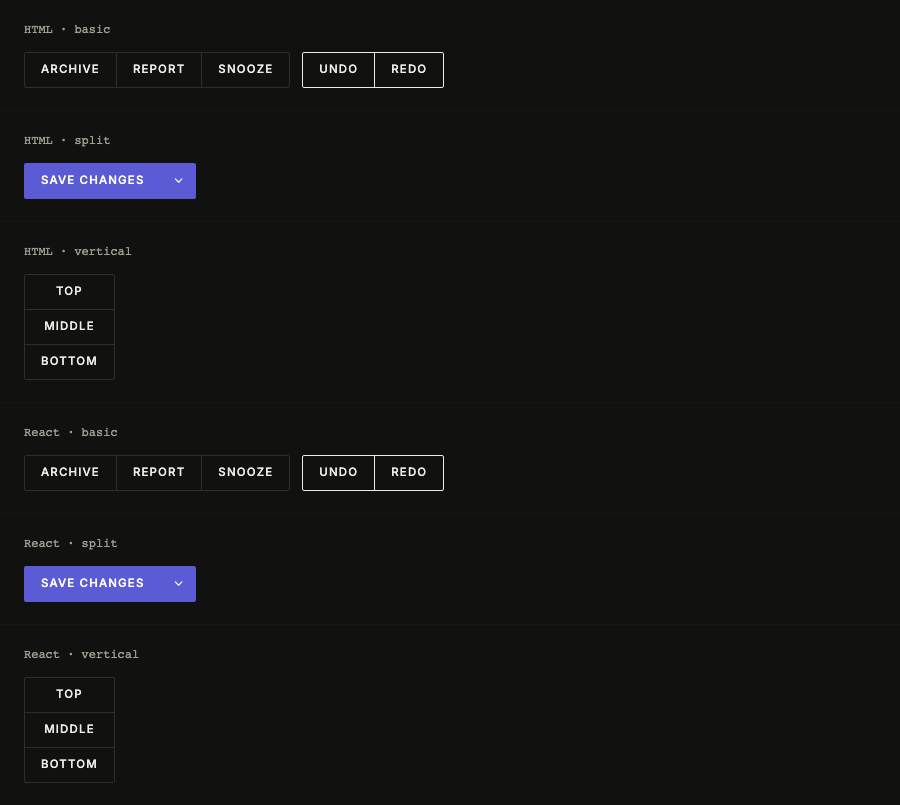 HTML · basic
ARCHIVE REPORT SNOOZE UNDO REDO
HTML · split
SAVE CHANGES
HTML · vertical
TOP
MIDDLE
BOTTOM
React · basic
ARCHIVE REPORT SNOOZE UNDO REDO
React · split
SAVE CHANGES
React · vertical
TOP
MIDDLE
BOTTOM